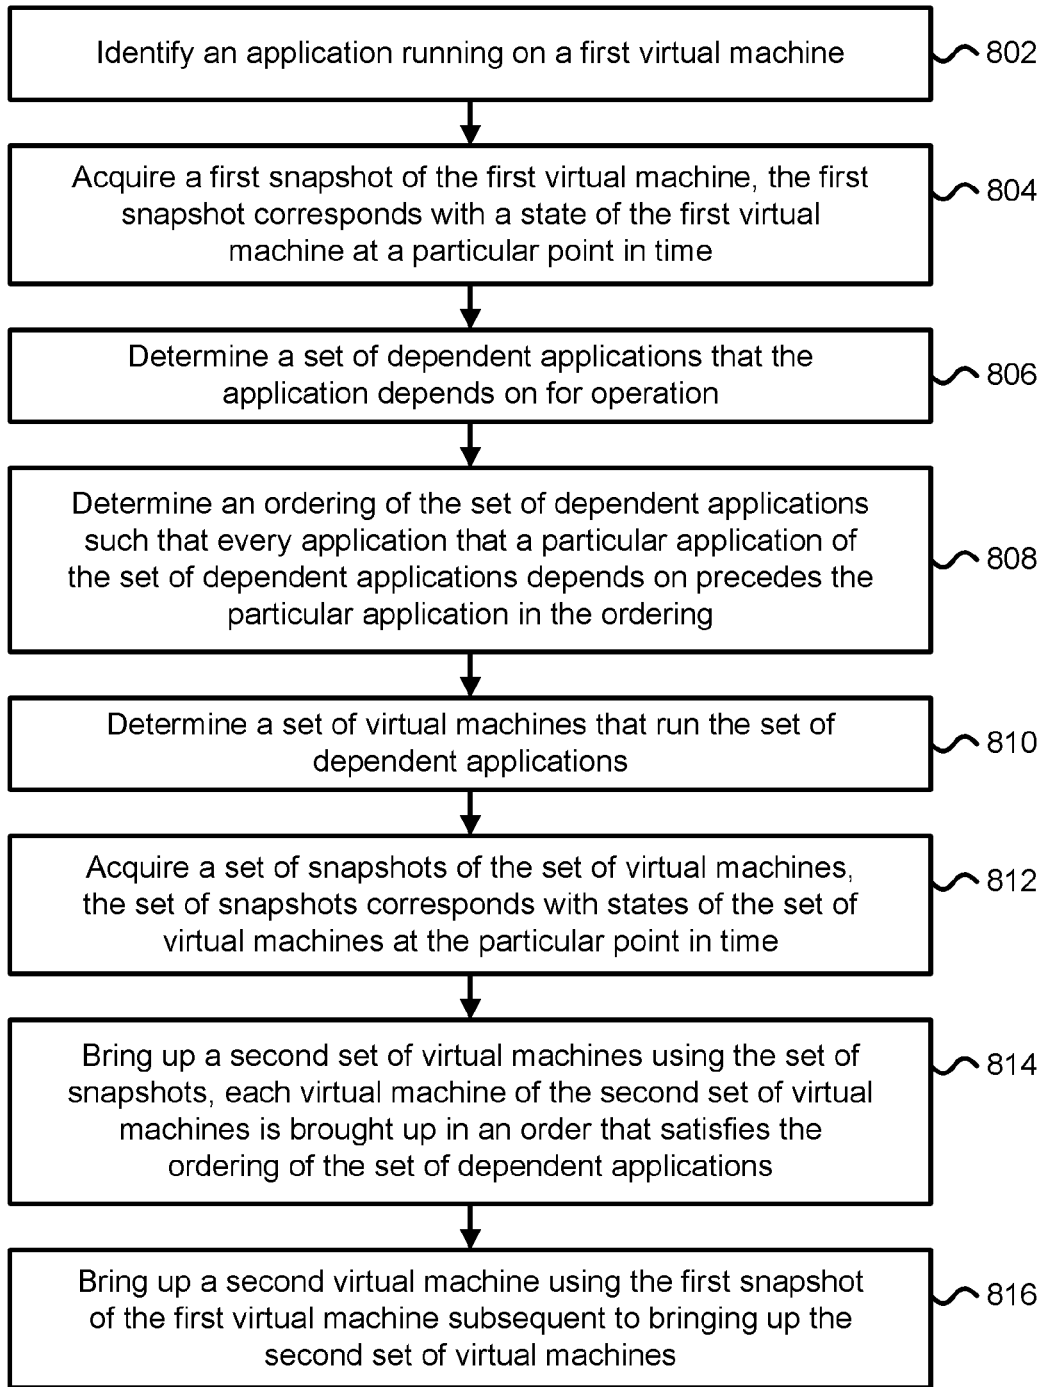 Identify an application running on a first virtual machine
802
Acquire a first snapshot of the first virtual machine, the first
snapshot corresponds with a state of the first virtual
machine at a particular point in time
804
Determine a set of dependent applications that the
application depends on for operation
806
Determine an ordering of the set of dependent applications
such that every application that a particular application of
the set of dependent applications depends on precedes the
particular application in the ordering
808
Determine a set of virtual machines that run the set of
dependent applications
810
Acquire a set of snapshots of the set of virtual machines,
the set of snapshots corresponds with states of the set of
virtual machines at the particular point in time
812
Bring up a second set of virtual machines using the set of
snapshots, each virtual machine of the second set of virtual
machines is brought up in an order that satisfies the
ordering of the set of dependent applications
814
Bring up a second virtual machine using the first snapshot
of the first virtual machine subsequent to bringing up the
second set of virtual machines
816